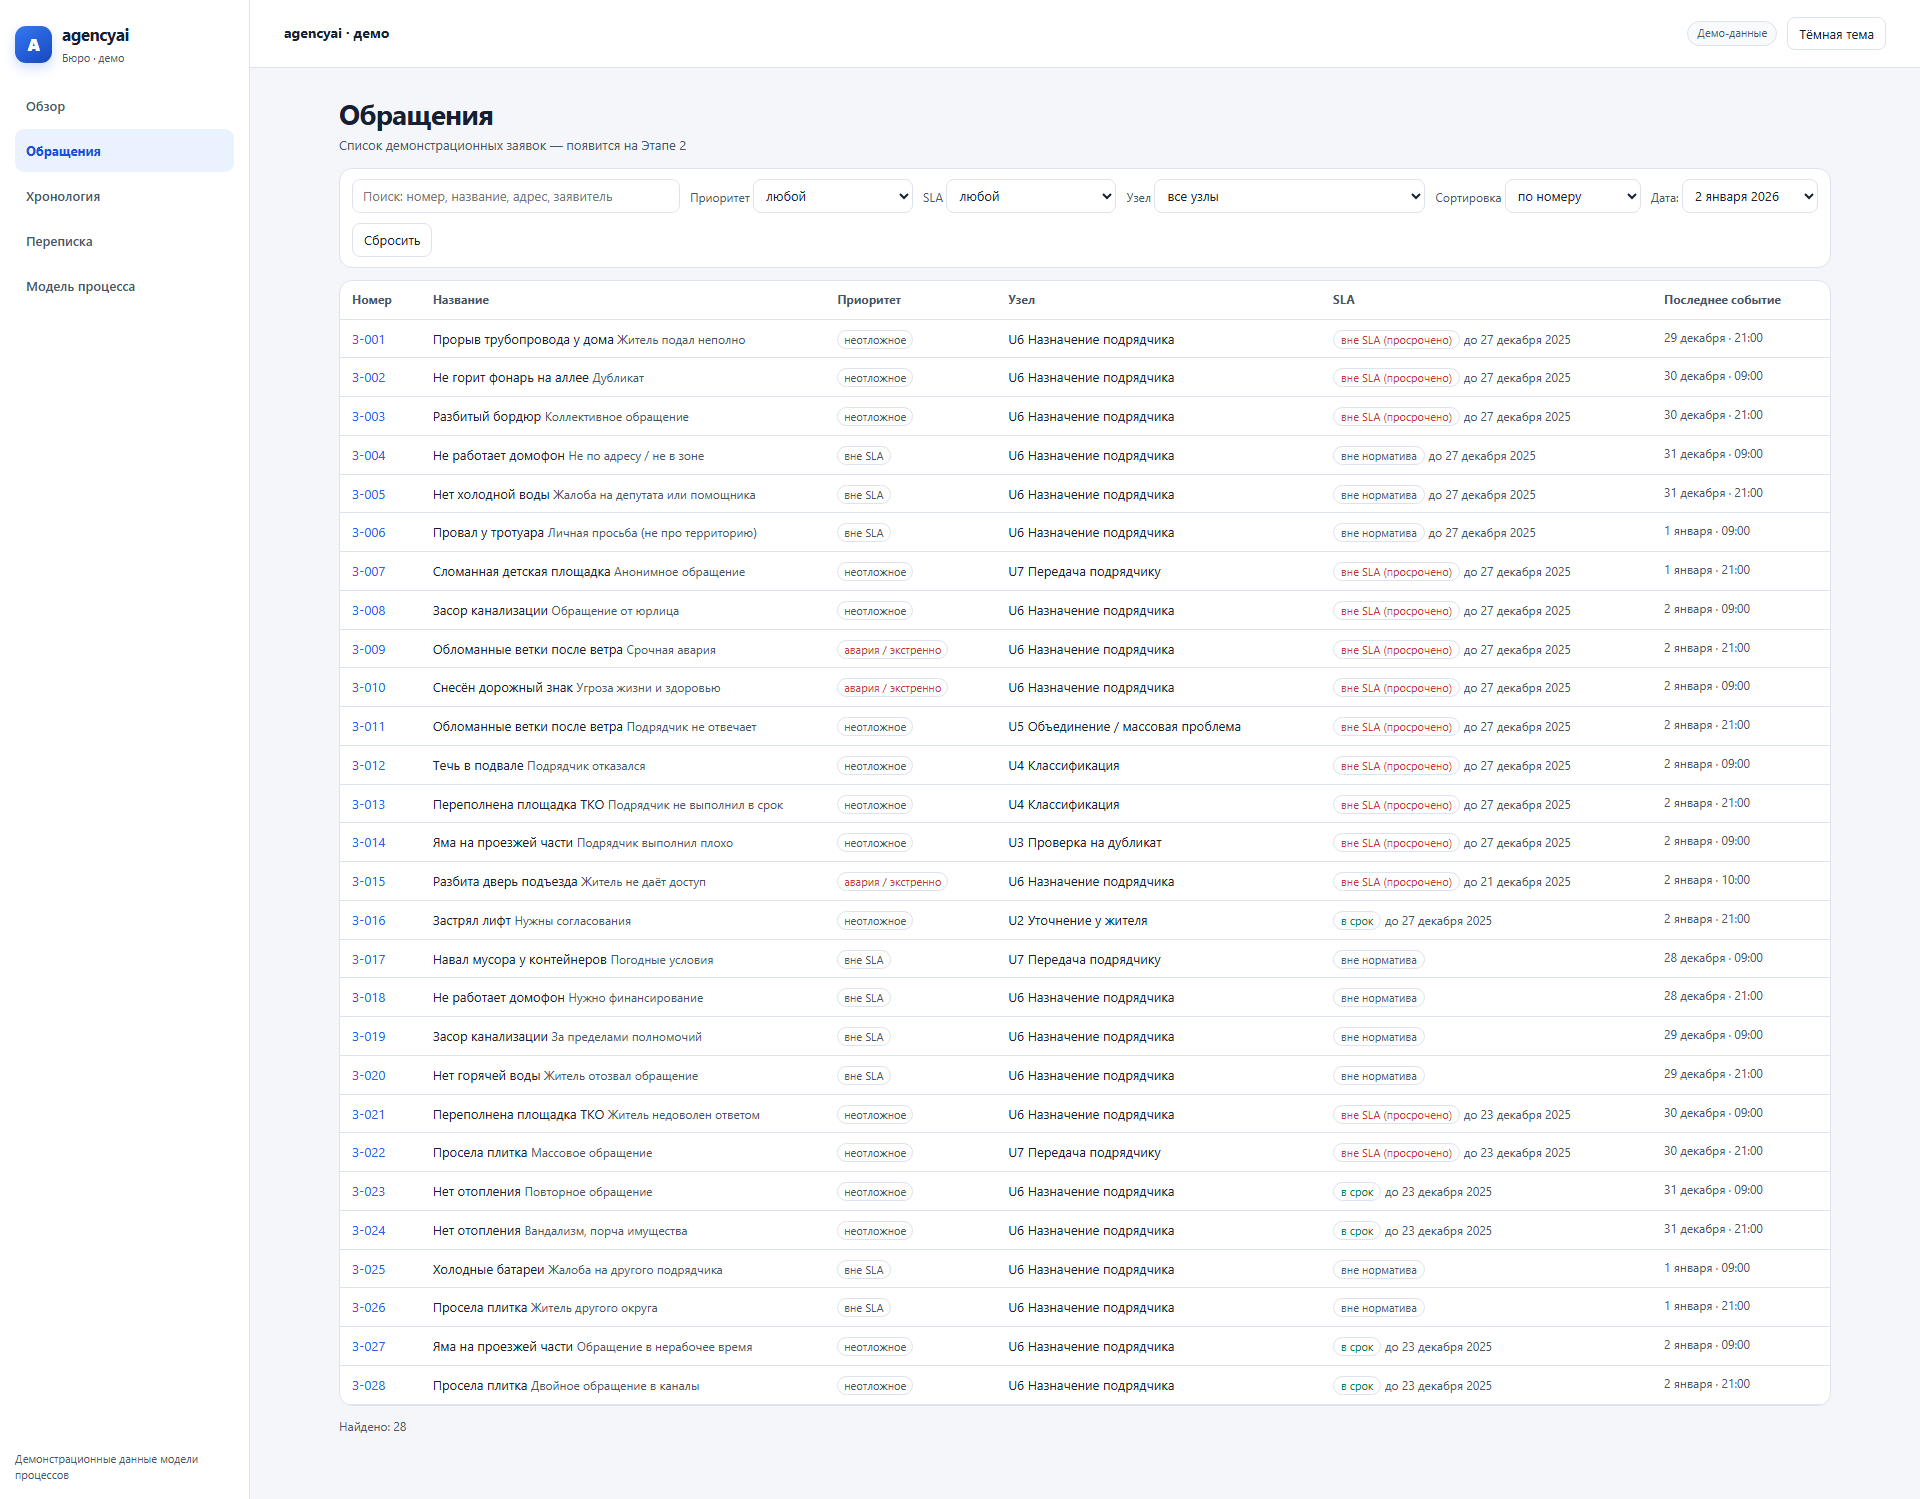 A agencyai
Бюро · демо
Обзор
Обращения
Хронология
Переписка
Модель процесса
Демонстрационные данные модели
процессов
agencyai · демо
Демо-данные
Тёмная тема
Обращения
Список демонстрационных заявок — появится на Этапе 2
Поиск: номер, название, адрес, заявитель Приоритет любой SLA любой Узел все узлы Сортировка по номеру Дата: 2 января 2026
Сбросить
Номер Название Приоритет Узел SLA Последнее событие
З-001 Прорыв трубопровода у дома Житель подал неполно неотложное U6 Назначение подрядчика вне SLA (просрочено) до 27 декабря 2025 29 декабря · 21:00
З-002 Не горит фонарь на аллее Дубликат неотложное U6 Назначение подрядчика вне SLA (просрочено) до 27 декабря 2025 30 декабря · 09:00
З-003 Разбитый бордюр Коллективное обращение неотложное U6 Назначение подрядчика вне SLA (просрочено) до 27 декабря 2025 30 декабря · 21:00
З-004 Не работает домофон Не по адресу / не в зоне вне SLA U6 Назначение подрядчика вне норматива до 27 декабря 2025 31 декабря · 09:00
З-005 Нет холодной воды Жалоба на депутата или помощника вне SLA U6 Назначение подрядчика вне норматива до 27 декабря 2025 31 декабря · 21:00
З-006 Провал у тротуара Личная просьба (не про территорию) вне SLA U6 Назначение подрядчика вне норматива до 27 декабря 2025 1 января · 09:00
З-007 Сломанная детская площадка Анонимное обращение неотложное U7 Передача подрядчику вне SLA (просрочено) до 27 декабря 2025 1 января · 21:00
З-008 Засор канализации Обращение от юрлица неотложное U6 Назначение подрядчика вне SLA (просрочено) до 27 декабря 2025 2 января · 09:00
З-009 Обломанные ветки после ветра Срочная авария авария / экстренно U6 Назначение подрядчика вне SLA (просрочено) до 27 декабря 2025 2 января · 21:00
З-010 Снесён дорожный знак Угроза жизни и здоровью авария / экстренно U6 Назначение подрядчика вне SLA (просрочено) до 27 декабря 2025 2 января · 09:00
З-011 Обломанные ветки после ветра Подрядчик не отвечает неотложное U5 Объединение / массовая проблема вне SLA (просрочено) до 27 декабря 2025 2 января · 21:00
З-012 Течь в подвале Подрядчик отказался неотложное U4 Классификация вне SLA (просрочено) до 27 декабря 2025 2 января · 09:00
З-013 Переполнена площадка ТКО Подрядчик не выполнил в срок неотложное U4 Классификация вне SLA (просрочено) до 27 декабря 2025 2 января · 21:00
З-014 Яма на проезжей части Подрядчик выполнил плохо неотложное U3 Проверка на дубликат вне SLA (просрочено) до 27 декабря 2025 2 января · 09:00
З-015 Разбита дверь подъезда Житель не даёт доступ авария / экстренно U6 Назначение подрядчика вне SLA (просрочено) до 21 декабря 2025 2 января · 10:00
З-016 Застрял лифт Нужны согласования неотложное U2 Уточнение у жителя в срок до 27 декабря 2025 2 января · 21:00
З-017 Навал мусора у контейнеров Погодные условия вне SLA U7 Передача подрядчику вне норматива 28 декабря · 09:00
З-018 Не работает домофон Нужно финансирование вне SLA U6 Назначение подрядчика вне норматива 28 декабря · 21:00
З-019 Засор канализации За пределами полномочий вне SLA U6 Назначение подрядчика вне норматива 29 декабря · 09:00
З-020 Нет горячей воды Житель отозвал обращение вне SLA U6 Назначение подрядчика вне норматива 29 декабря · 21:00
З-021 Переполнена площадка ТКО Житель недоволен ответом неотложное U6 Назначение подрядчика вне SLA (просрочено) до 23 декабря 2025 30 декабря · 09:00
З-022 Просела плитка Массовое обращение неотложное U7 Передача подрядчику вне SLA (просрочено) до 23 декабря 2025 30 декабря · 21:00
З-023 Нет отопления Повторное обращение неотложное U6 Назначение подрядчика в срок до 23 декабря 2025 31 декабря · 09:00
З-024 Нет отопления Вандализм, порча имущества неотложное U6 Назначение подрядчика в срок до 23 декабря 2025 31 декабря · 21:00
З-025 Холодные батареи Жалоба на другого подрядчика вне SLA U6 Назначение подрядчика вне норматива 1 января · 09:00
З-026 Просела плитка Житель другого округа вне SLA U6 Назначение подрядчика вне норматива 1 января · 21:00
З-027 Яма на проезжей части Обращение в нерабочее время неотложное U6 Назначение подрядчика в срок до 23 декабря 2025 2 января · 09:00
З-028 Просела плитка Двойное обращение в каналы неотложное U6 Назначение подрядчика в срок до 23 декабря 2025 2 января · 21:00
Найдено: 28